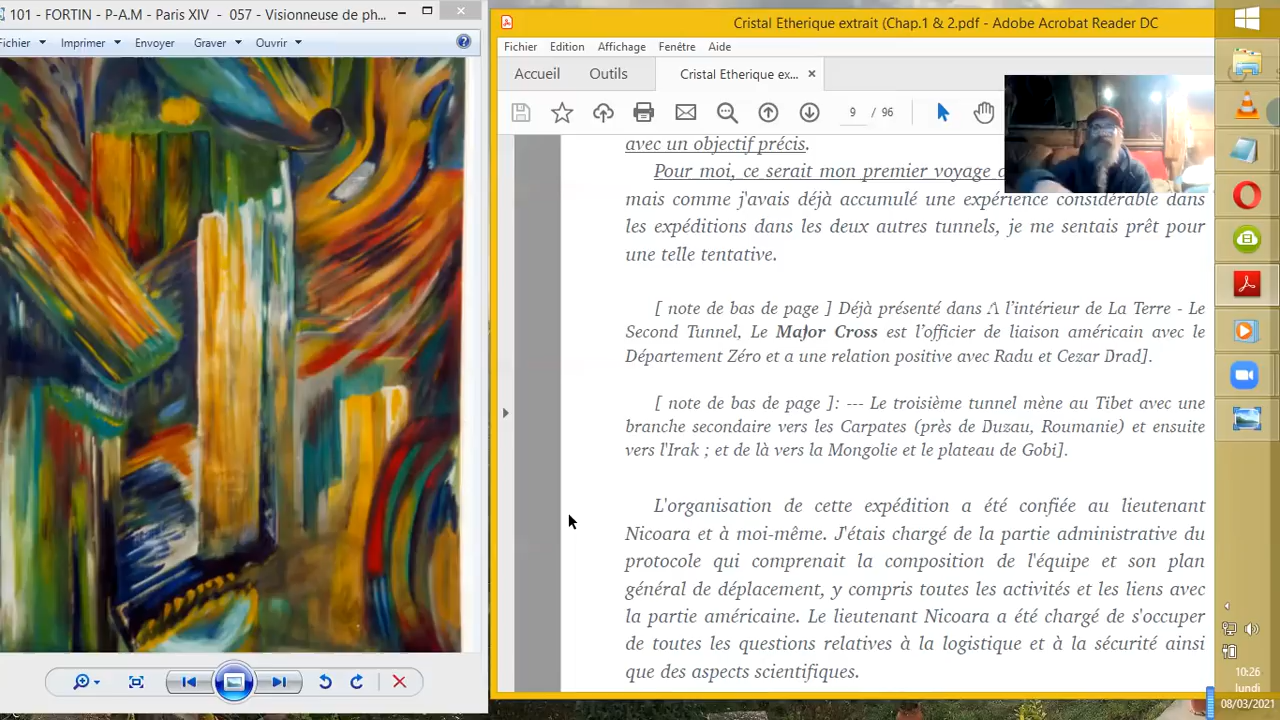 101 - FORTIN - P-A-M - Paris XIV - 057 - Visionneuse de ph...
Fichier
Imprimer
Envoyer
Graver
Ouvrir
Cristal Etherique extrait (Chap.1 & 2.pdf - Adobe Acrobat Reader DC
Fichier Edition Affichage Fenêtre Aide
Accueil Outils Cristal Etherique ex... ×
9 / 96
avec un objectif précis.
Pour moi, ce serait mon premier voyage
mais comme j'avais déjà accumulé une expérience considérable dans
les expéditions dans les deux autres tunnels, je me sentais prêt pour
une telle tentative.
[ note de bas de page ] Déjà présenté dans A l'intérieur de La Terre - Le
Second Tunnel, Le Major Cross est l'officier de liaison américain avec le
Département Zéro et a une relation positive avec Radu et Cezar Brad].
[ note de bas de page ]: --- Le troisième tunnel mène au Tibet avec une
branche secondaire vers les Carpates (près de Buzau, Roumanie) et ensuite
vers l'Irak ; et de là vers la Mongolie et le plateau de Gobi].
L'organisation de cette expédition a été confiée au lieutenant
Nicoara et à moi-même. J'étais chargé de la partie administrative du
protocole qui comprenait la composition de l'équipe et son plan
général de déplacement, y compris toutes les activités et les liens avec
la partie américaine. Le lieutenant Nicoara a été chargé de s'occuper
de toutes les questions relatives à la logistique et à la sécurité ainsi
que des aspects scientifiques.
10:26
lundi
08/03/2021